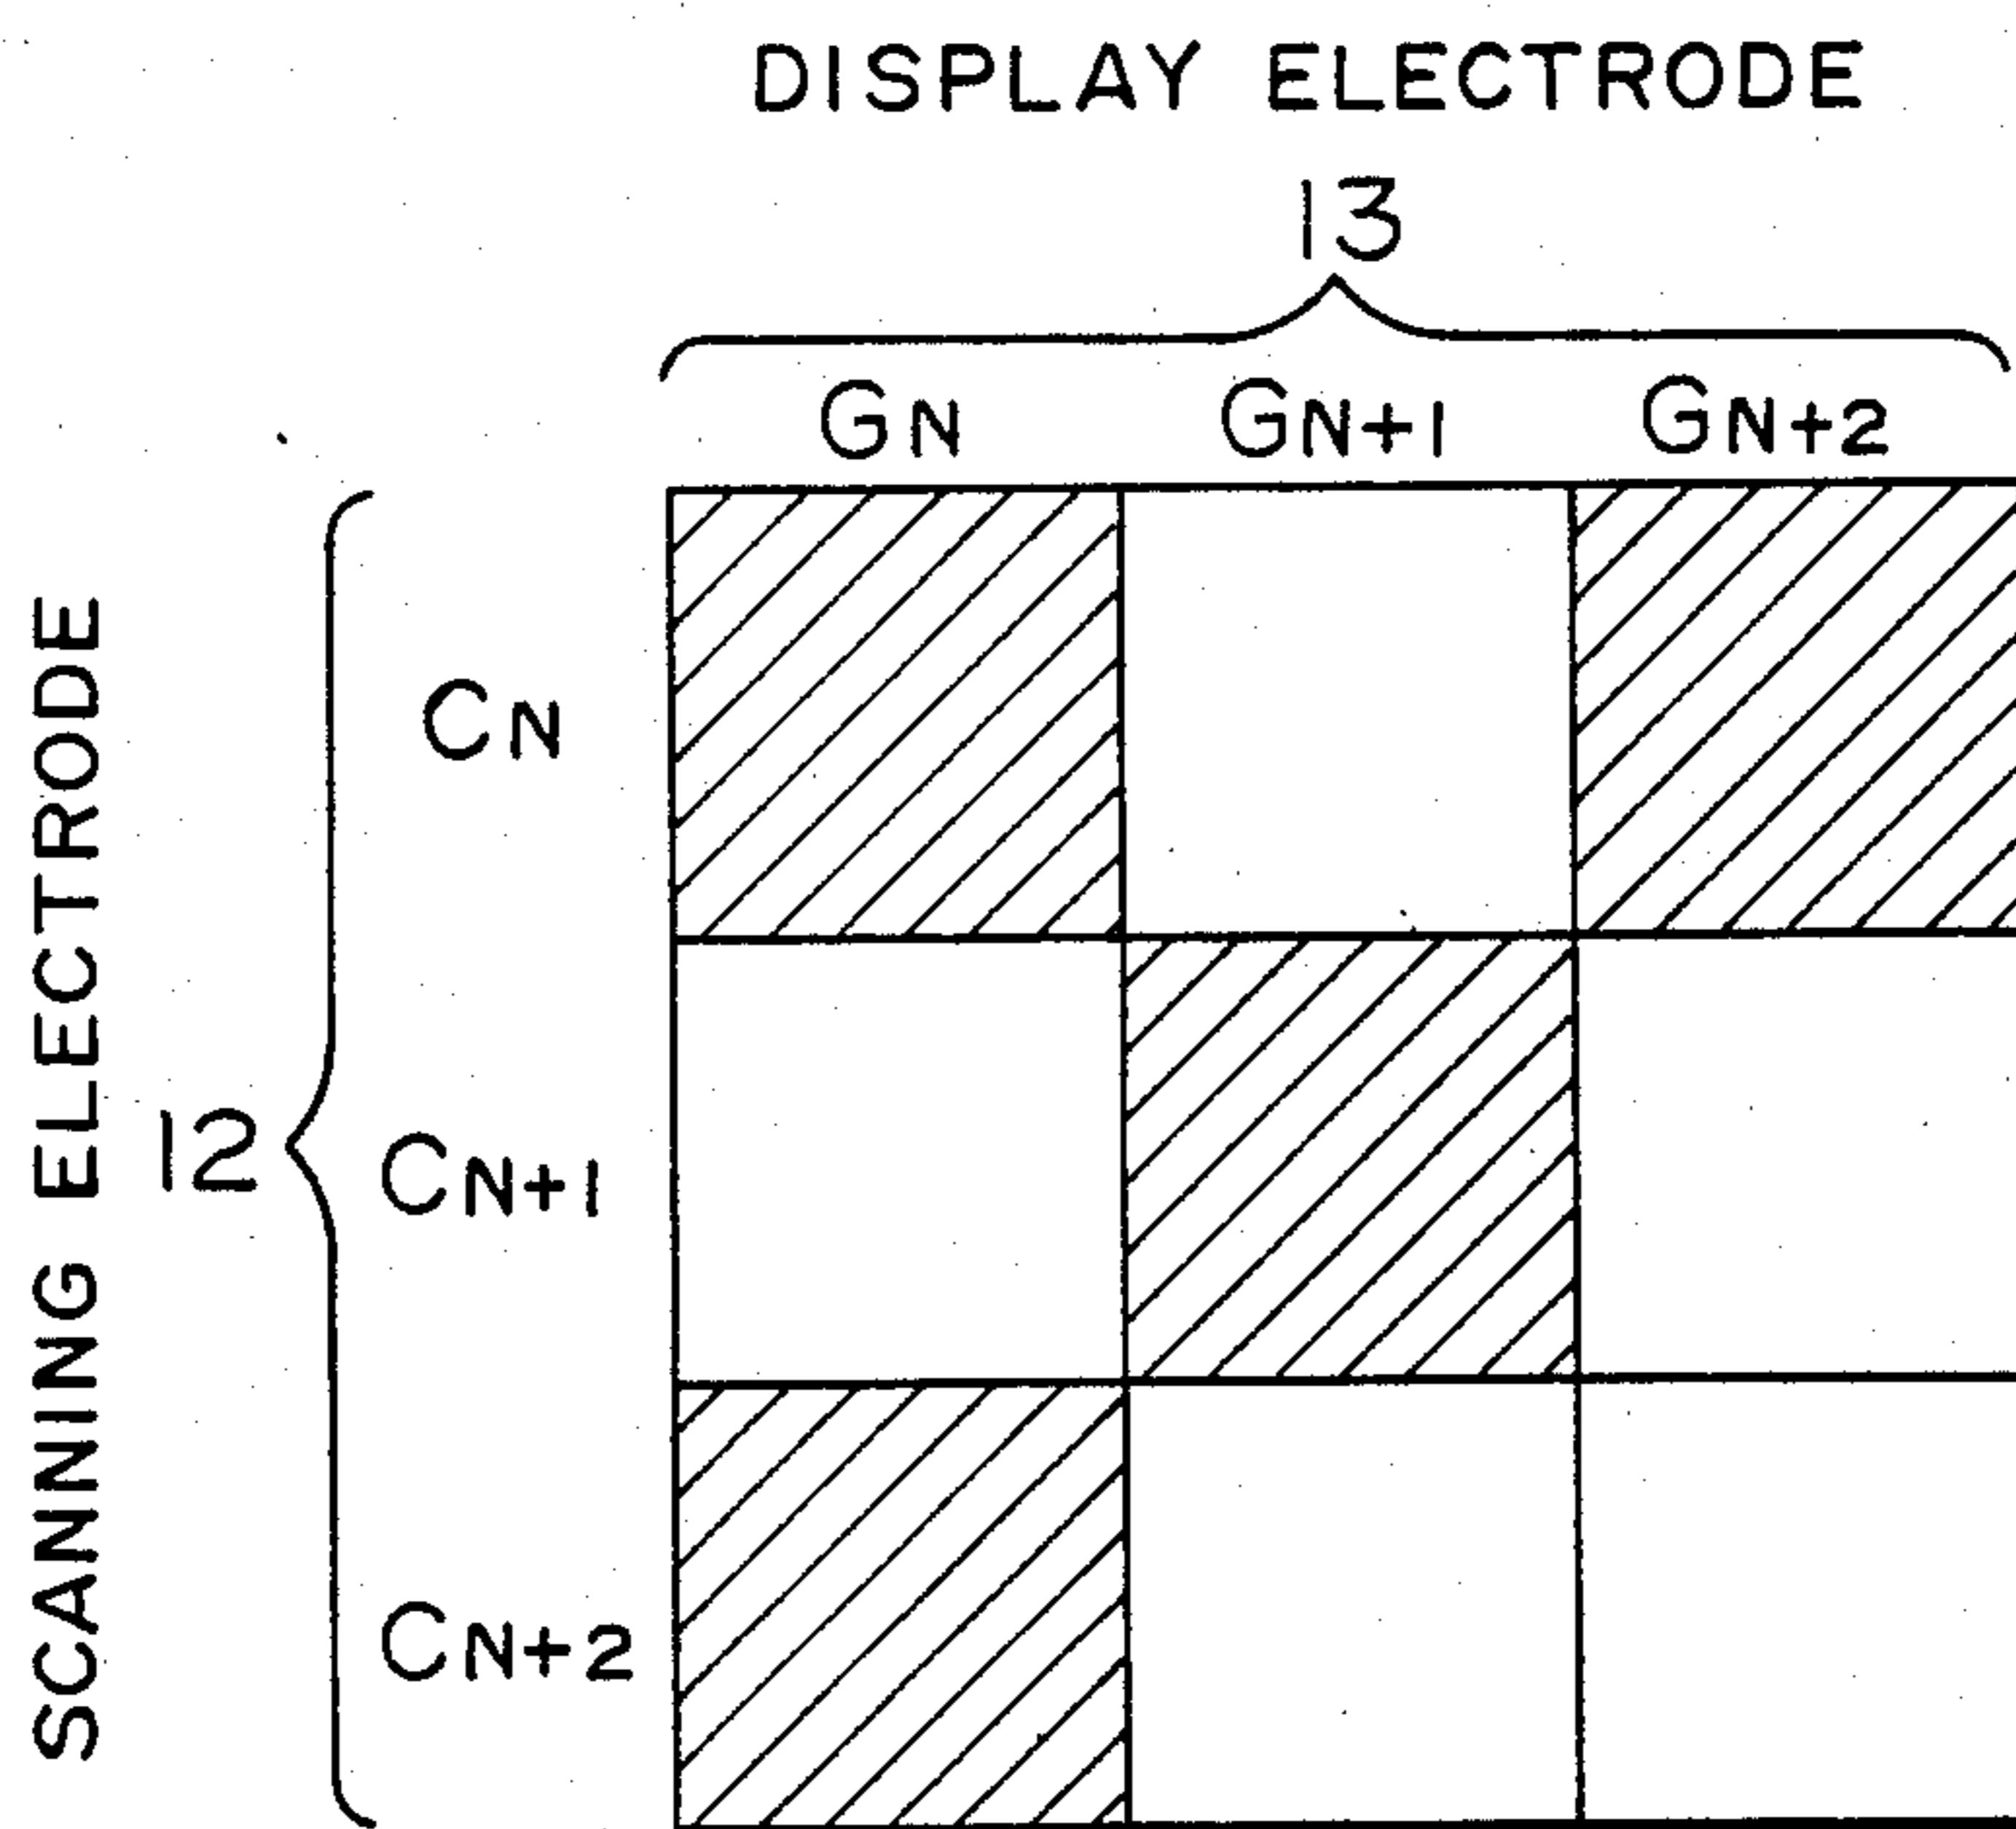 DISPLAY ELECTRODE
13
GN GN+1 GN+2
SCANNING ELECTRODE
12
CN
CN+1
CN+2